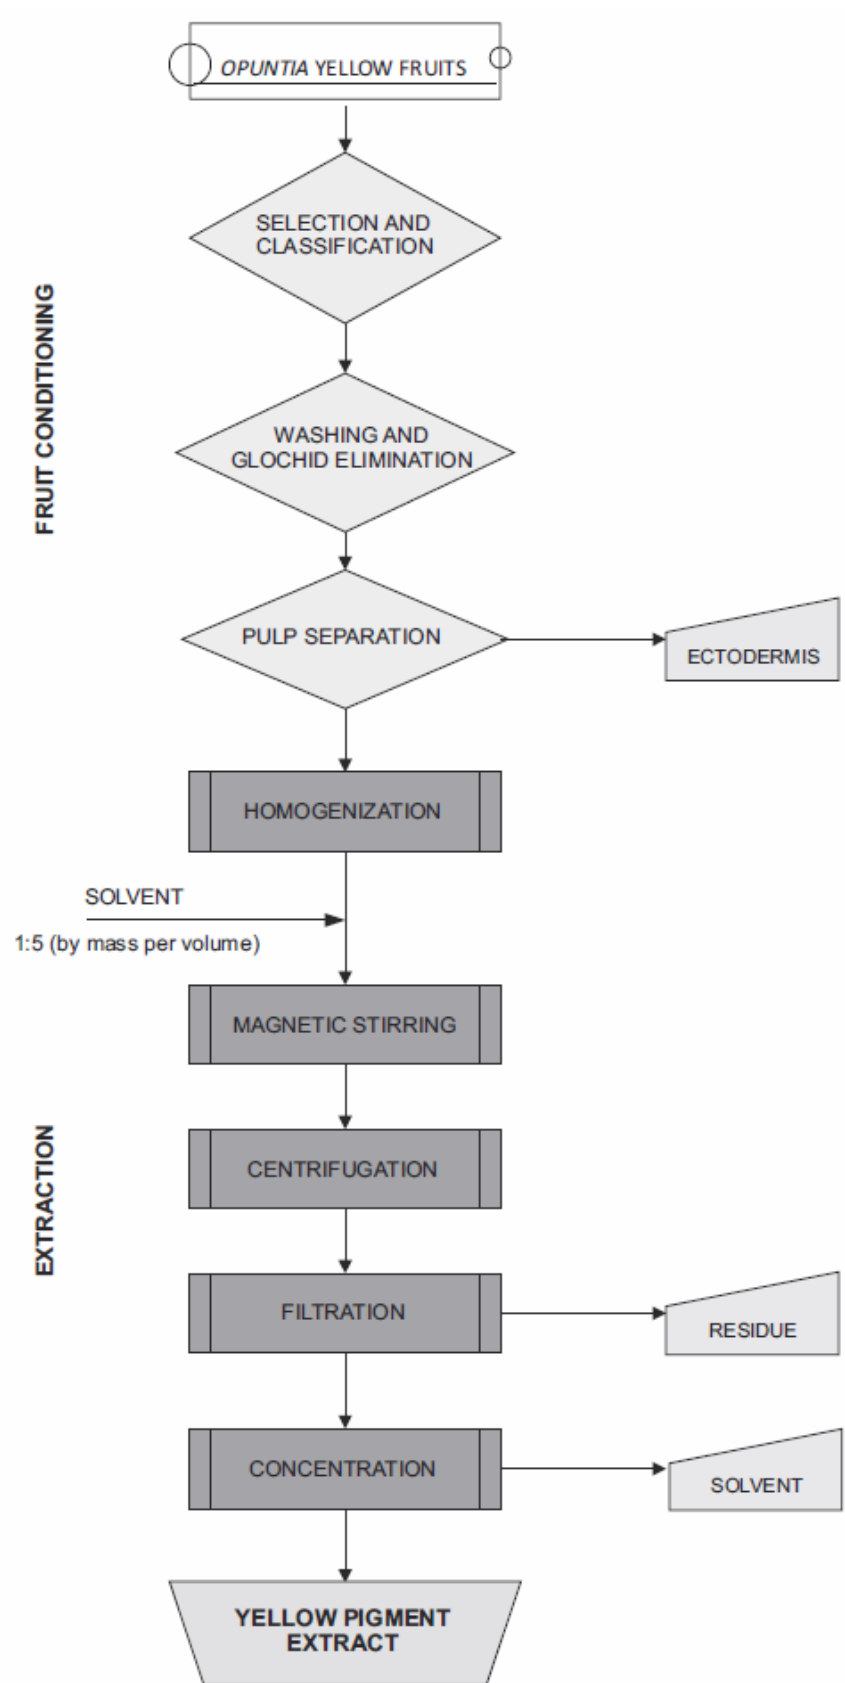 OPUNTIA YELLOW FRUITS
SELECTION AND
CLASSIFICATION
FRUIT CONDITIONING
WASHING AND
GLOCHID ELIMINATION
PULP SEPARATION
ECTODERMIS
HOMOGENIZATION
SOLVENT
1:5 (by mass per volume)
MAGNETIC STIRRING
EXTRACTION
CENTRIFUGATION
FILTRATION
RESIDUE
CONCENTRATION
SOLVENT
YELLOW PIGMENT
EXTRACT